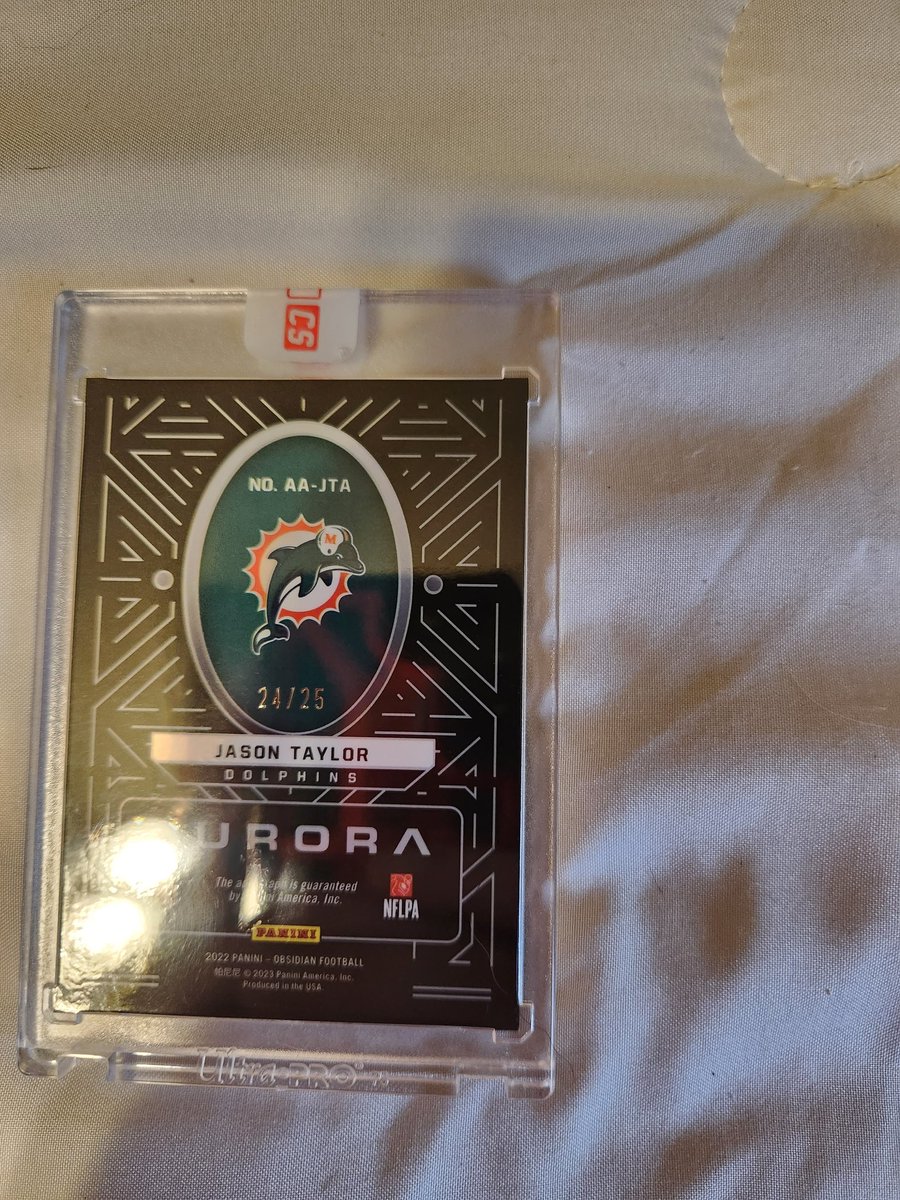 CS
NO. AA-JTA
M
24/25
JASON TAYLOR
DOLPHINS
URORA
The is guaranteed
by America, Inc.
NFLPA
PANINI
2022 PANINI - OBSIDIAN FOOTBALL
帕尼尼 © 2023 Panini America, Inc.
Produced in the USA.
Ultra·PRO®